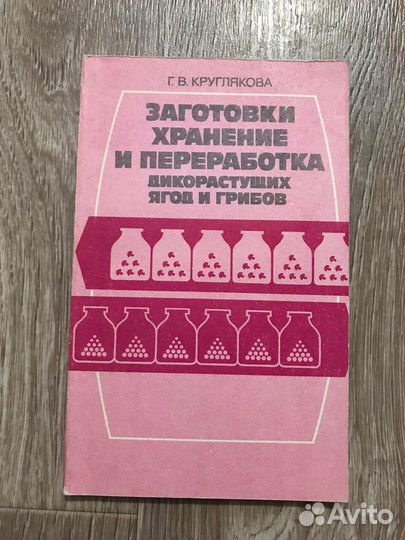 Г. В. КРУГЛЯКОВА
ЗАГОТОВКИ
ХРАНЕНИЕ
И ПЕРЕРАБОТКА
ДИКОРАСТУЩИХ
ЯГОД И ГРИБОВ
Avito